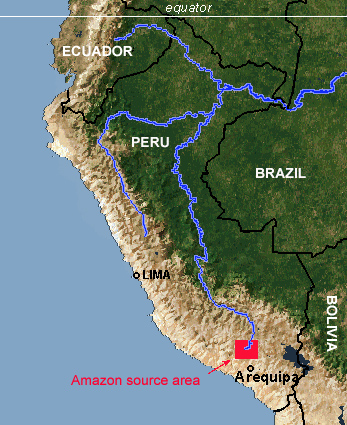 equator
ECUADOR
PERU
BRAZIL
LIMA
BOLIVIA
Amazon source area
Arequipa